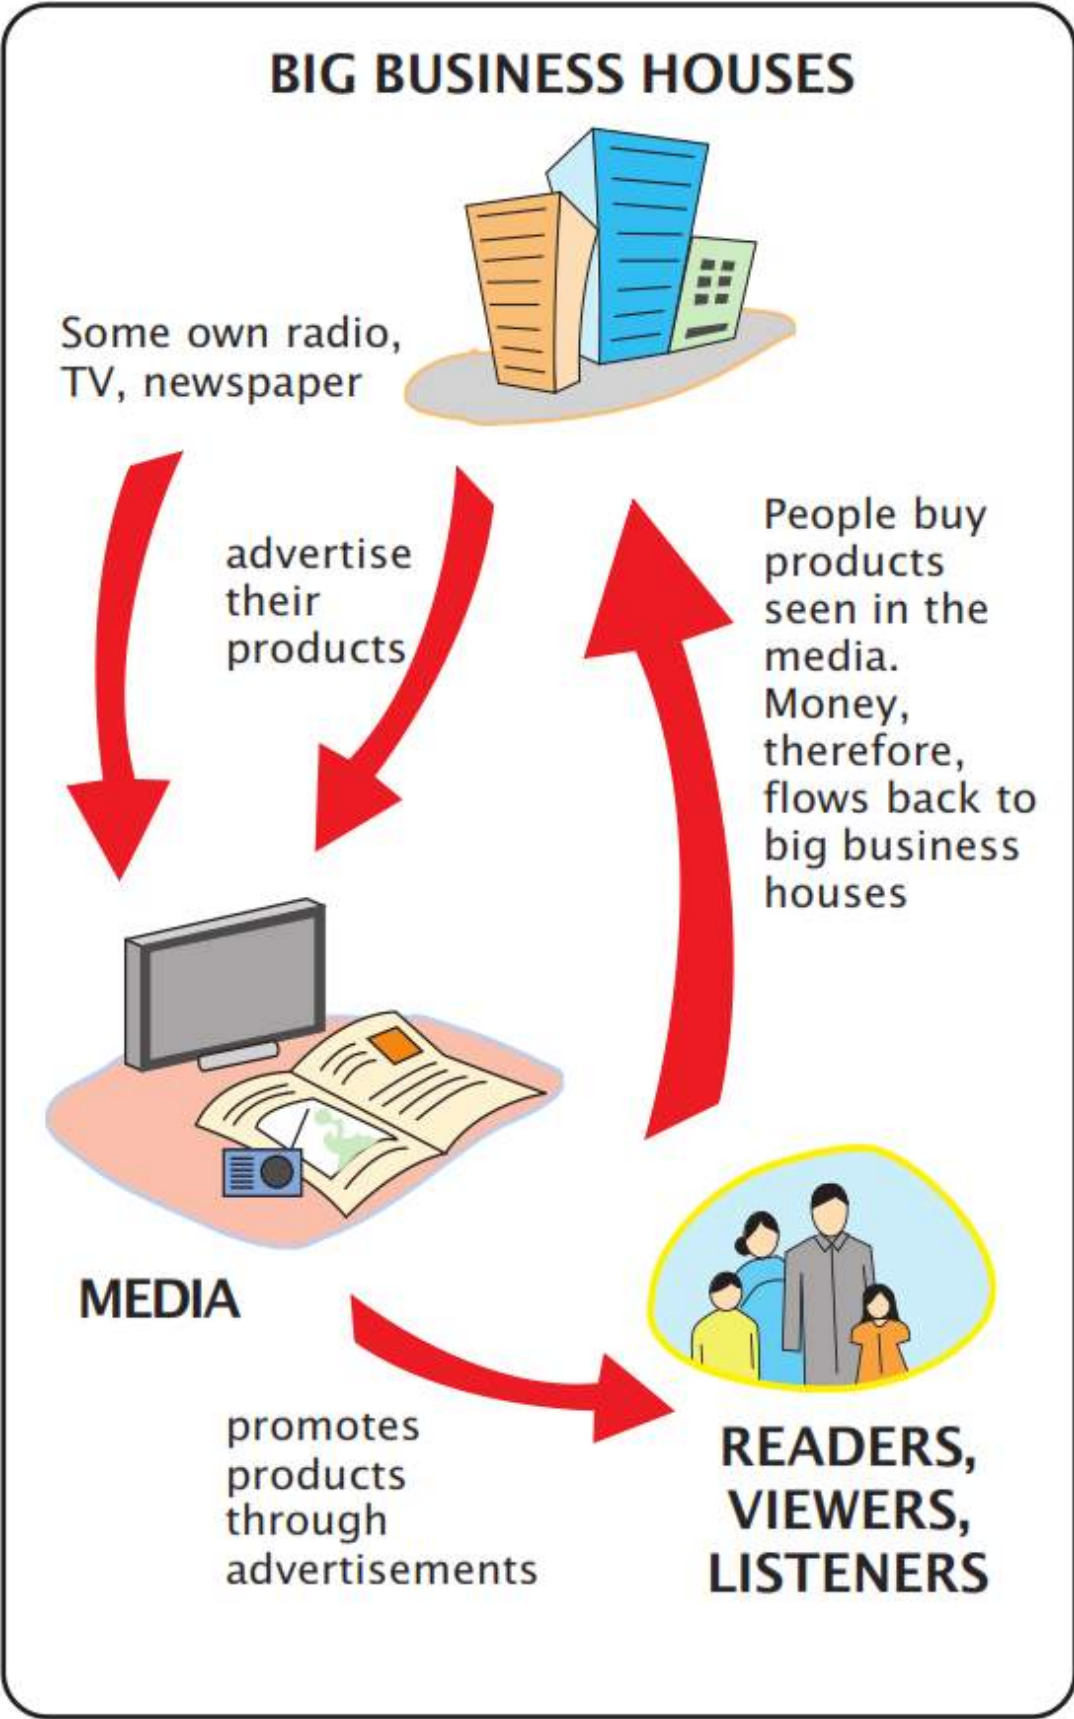 BIG BUSINESS HOUSES
Some own radio,
TV, newspaper
advertise
their
products
People buy
products
seen in the
media.
Money,
therefore,
flows back to
big business
houses
MEDIA
promotes
products
through
advertisements
READERS,
VIEWERS,
LISTENERS